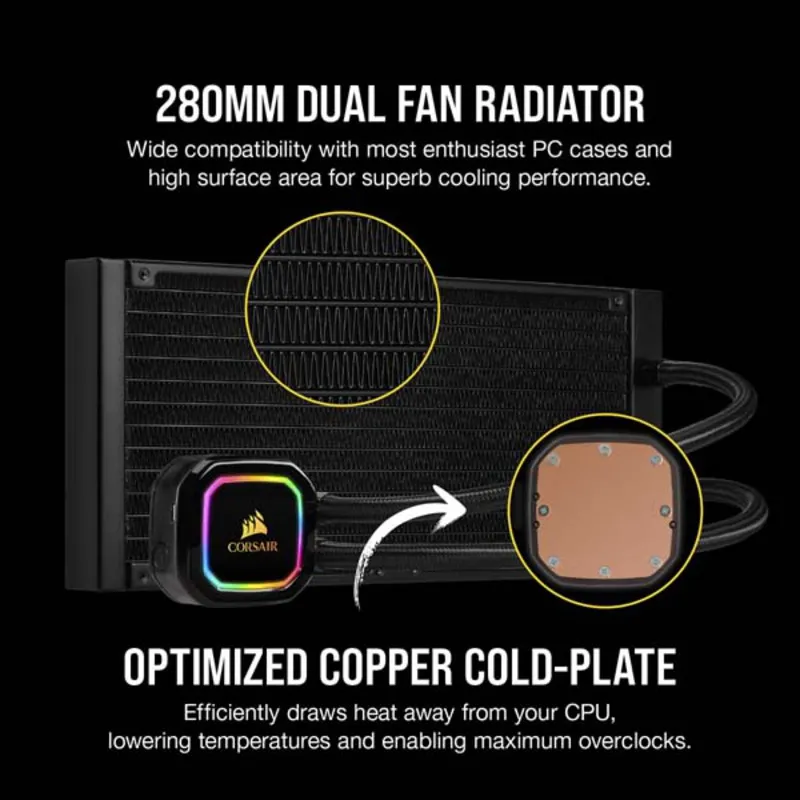 280MM DUAL FAN RADIATOR
Wide compatibility with most enthusiast PC cases and
high surface area for superb cooling performance.
CORSAIR
OPTIMIZED COPPER COLD-PLATE
Efficiently draws heat away from your CPU,
lowering temperatures and enabling maximum overclocks.